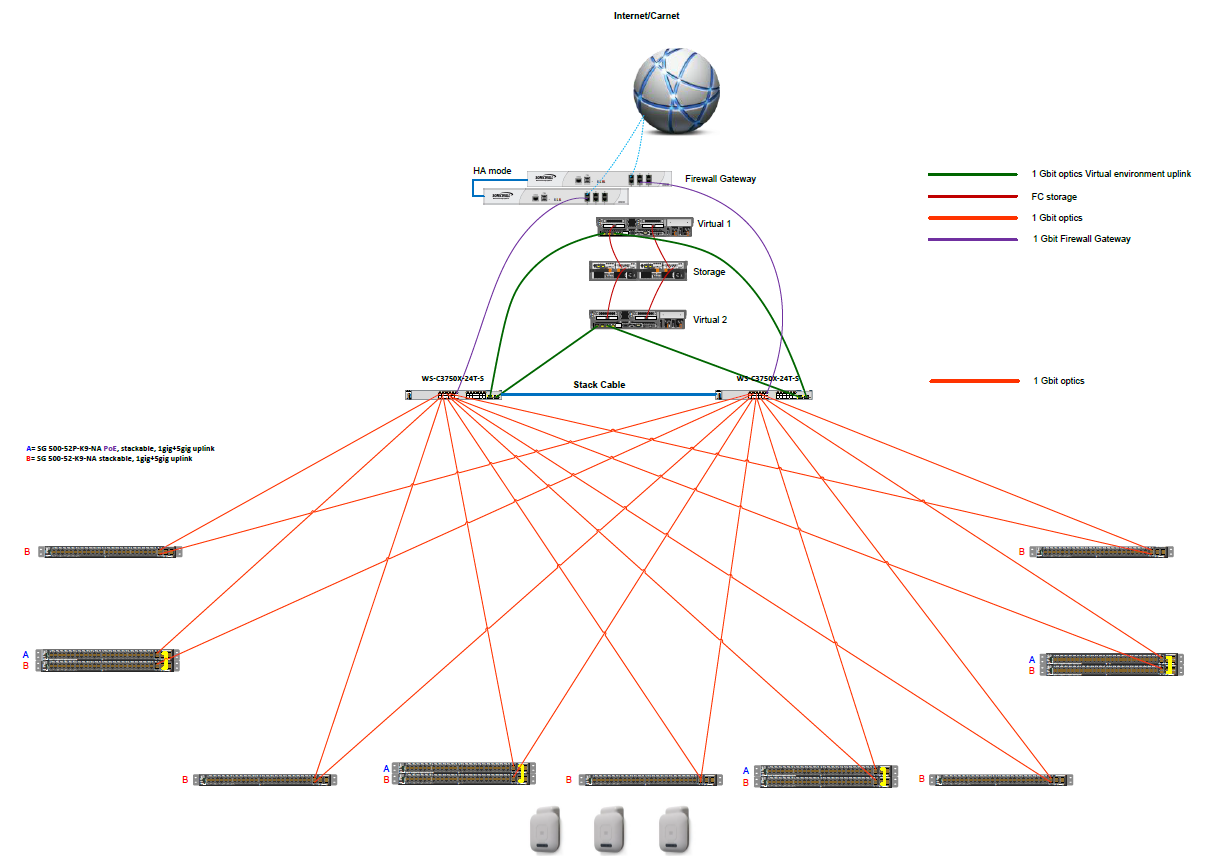 Internet/Carnet
HA mode
SONICWALL
Firewall Gateway
SONICWALL
Virtual 1
Storage
Virtual 2
1 Gbit optics Virtual environment uplink
FC storage
1 Gbit optics
1 Gbit Firewall Gateway
WS-C3750X-24T-S
Stack Cable
WS-C3750X-24T-S
1 Gbit optics
A= SG 500-52P-K9-NA PoE, stackable, 1gig+5gig uplink
B= SG 500-52-K9-NA stackable, 1gig+5gig uplink
B
B
A
B
A
B
B
A
B
B
A
B
B